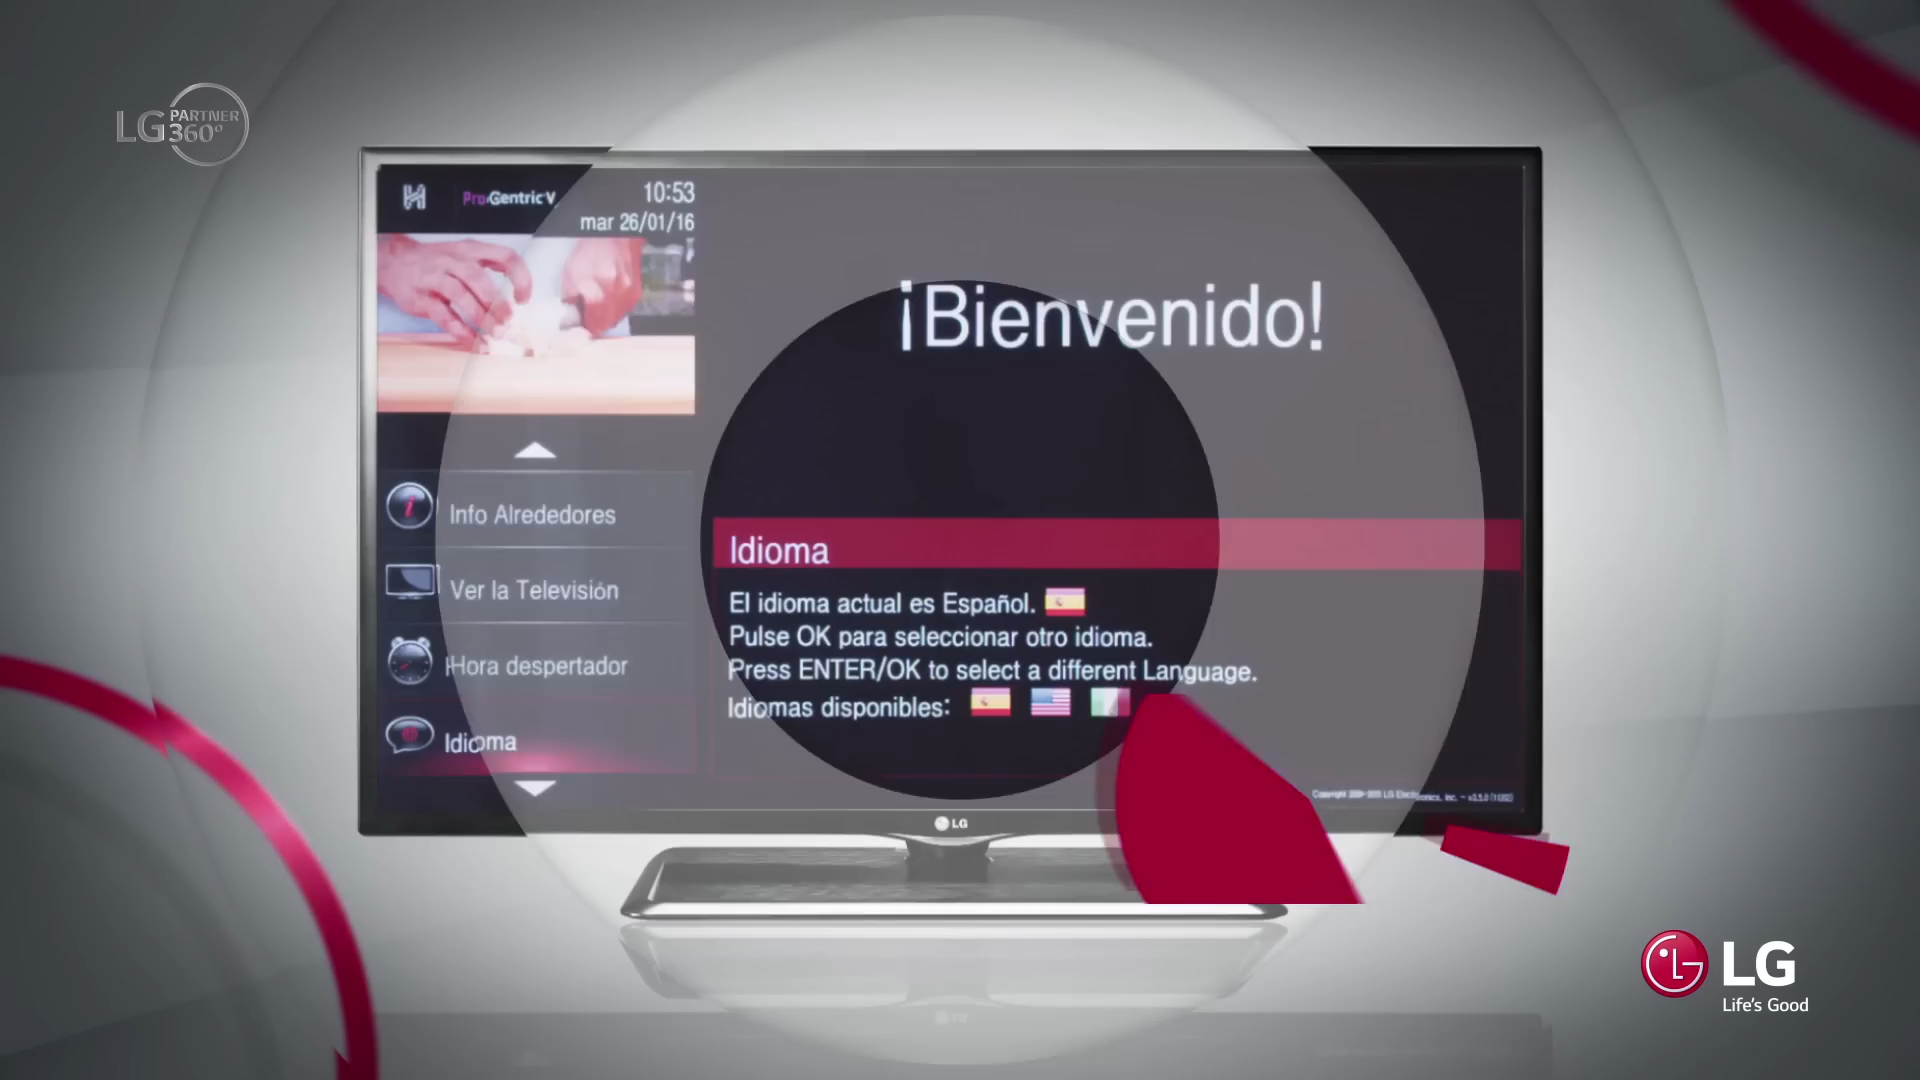 LG PARTNER
360°
Pro:Centric V
10:53
mar 26/01/16
¡Bienvenido!
Info Alrededores
Ver la Televisión
Hora despertador
Idioma
Idioma
El idioma actual es Español.
Pulse OK para seleccionar otro idioma.
Press ENTER/OK to select a different Language.
Idiomas disponibles:
LG
LG
Life's Good